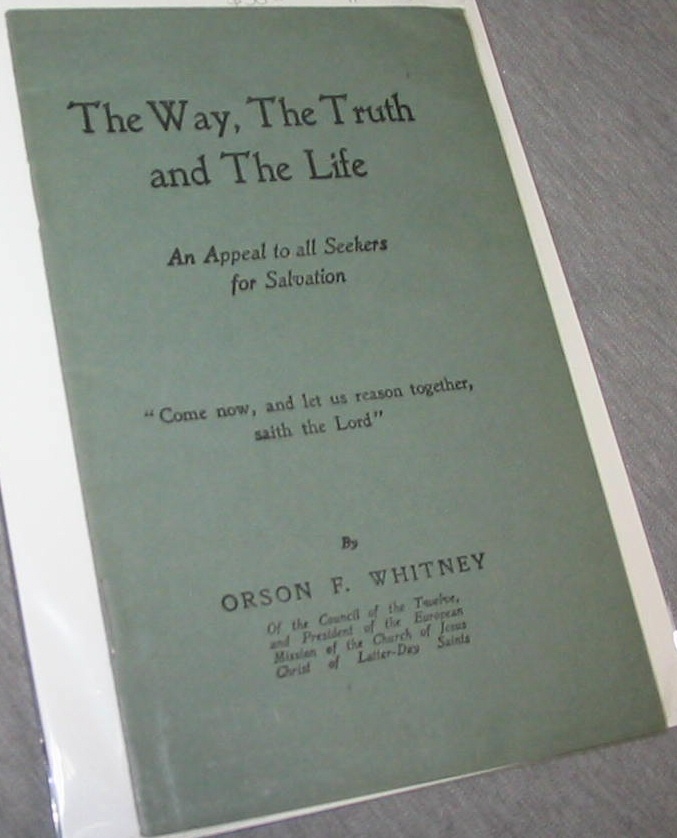 The Way, The Truth
and The Life
An Appeal to all Seekers
for Salvation
“Come now, and let us reason together,
saith the Lord”
By
ORSON F. WHITNEY
Of the Council of the Twelve,
and President of the European
Mission of the Church of Jesus
Christ of Latter-Day Saints